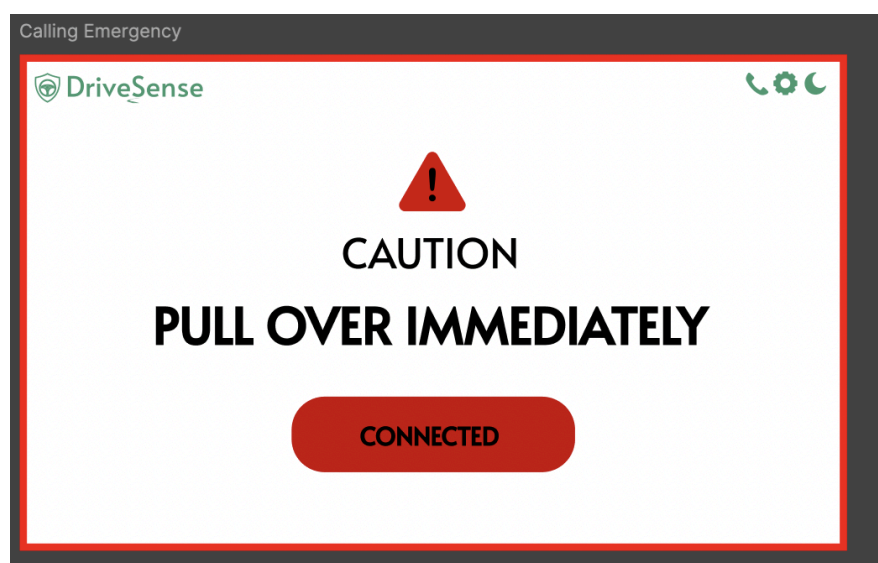 Calling Emergency
DriveSense
!
CAUTION
PULL OVER IMMEDIATELY
CONNECTED